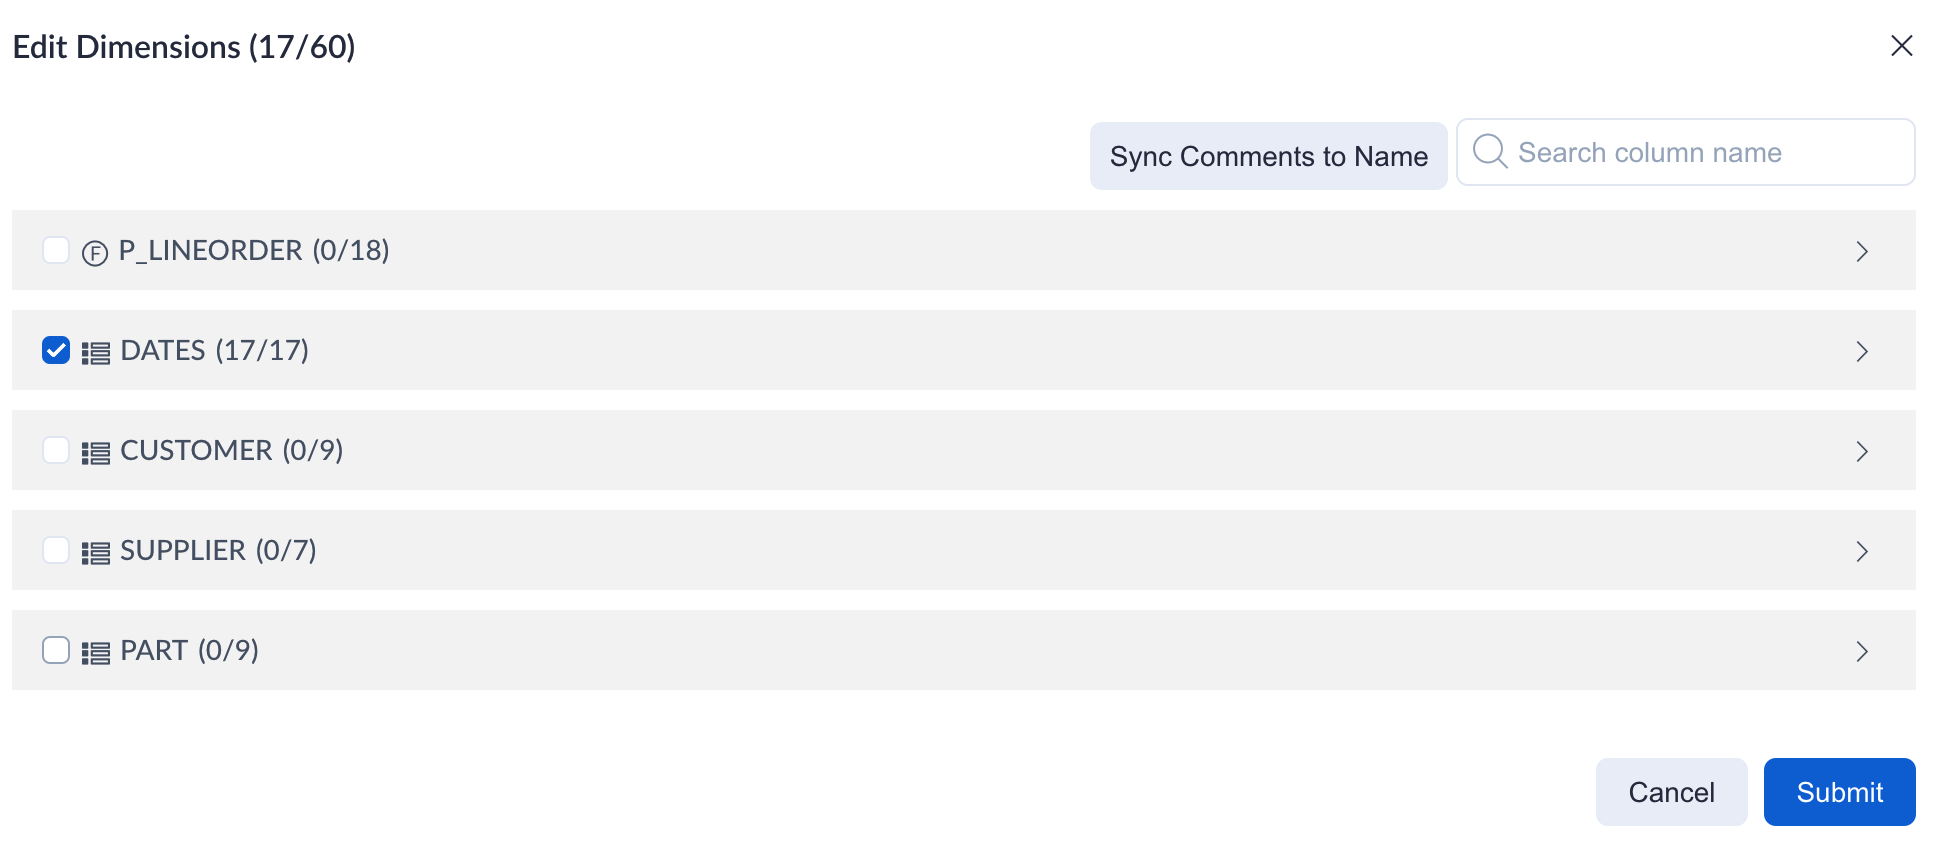 Edit Dimensions (17/60)
Sync Comments to Name
Search column name
F P_LINEORDER (0/18)
DATES (17/17)
CUSTOMER (0/9)
SUPPLIER (0/7)
PART (0/9)
Cancel
Submit